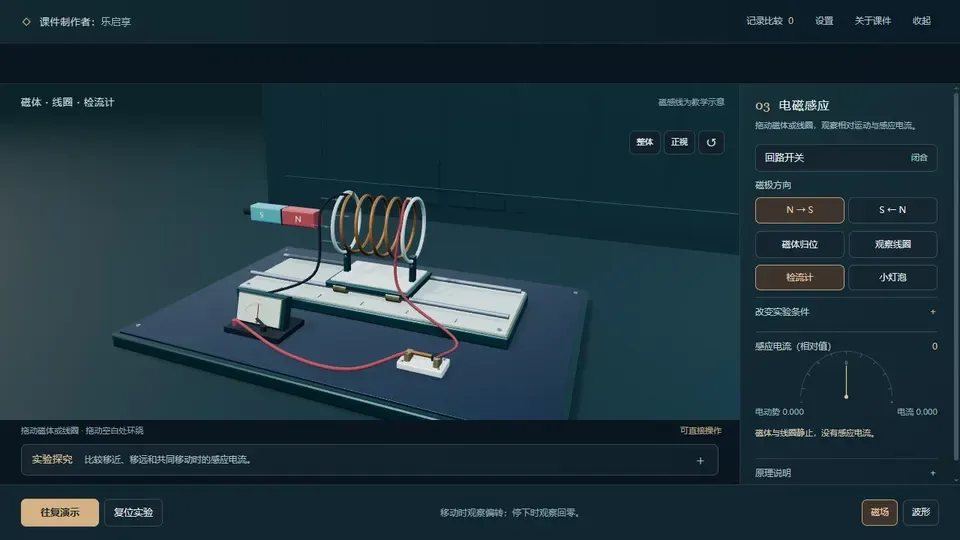 课件制作者：乐启享
记录比较 0 设置 关于课件 收起
磁体 · 线圈 · 检流计
磁感线为教学示意
整体 正视
S N
03 电磁感应
拖动磁体或线圈，观察相对运动与感应电流。
回路开关 闭合
磁极方向
N → S S ← N
磁体归位 观察线圈
检流计 小灯泡
改变实验条件 +
感应电流（相对值） 0
0
电动势 0.000 电流 0.000
磁体与线圈静止，没有感应电流。
原理说明 +
拖动磁体或线圈 · 拖动空白处环绕 可直接操作
实验探究 比较移近、移远和共同移动时的感应电流。 +
往复演示 复位实验 移动时观察偏转；停下时观察回零。 磁场 波形